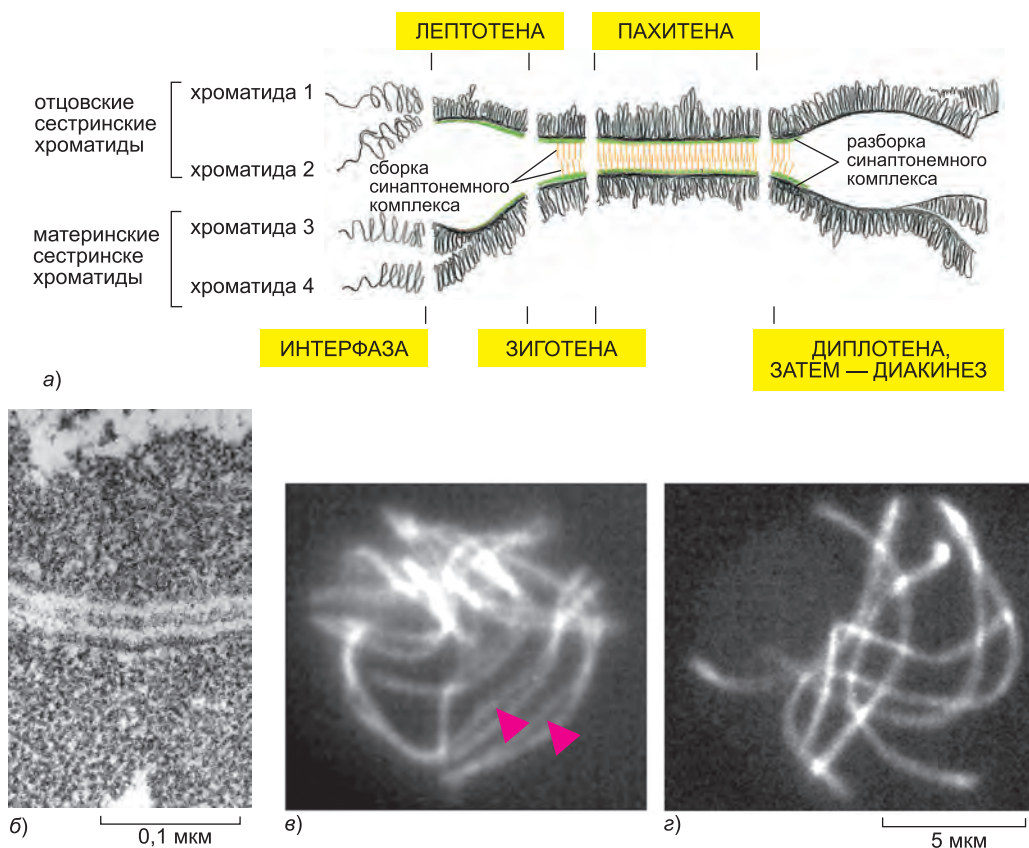 ЛЕПТОТЕНА
ПАХИТЕНА
отцовские
сестринские
хроматиды
хроматида 1
хроматида 2
сборка
синаптонемного
комплекса
разборка
синаптонемного
комплекса
материнские
сестринске
хроматиды
хроматида 3
хроматида 4
ИНТЕРФАЗА
ЗИГОТЕНА
ДИПЛОТЕНА,
ЗАТЕМ — ДИАКИНЕЗ
а)
б)
0,1 мкм
в)
г)
5 мкм